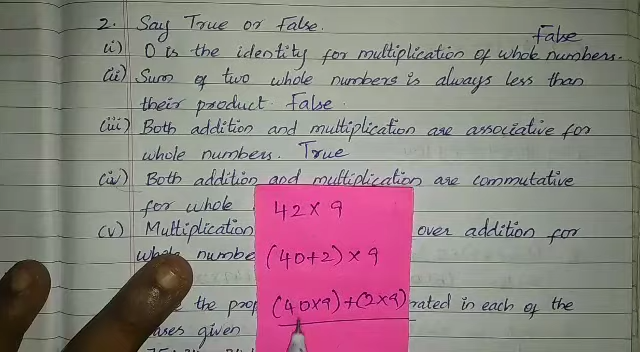 2. Say True or False.
False
(i) 0 is the identity for multiplication of whole numbers.
(ii) Sum of two whole numbers is always less than
their product. False.
(iii) Both addition and multiplication are associative for
whole numbers. True
(iv) Both addition and multiplication are commutative
for whole
42 × 9
(v) Multiplication over addition for
whole numbe
(40+2) × 9
the prop
(40×9)+(2×9)
rated in each of the
ases given